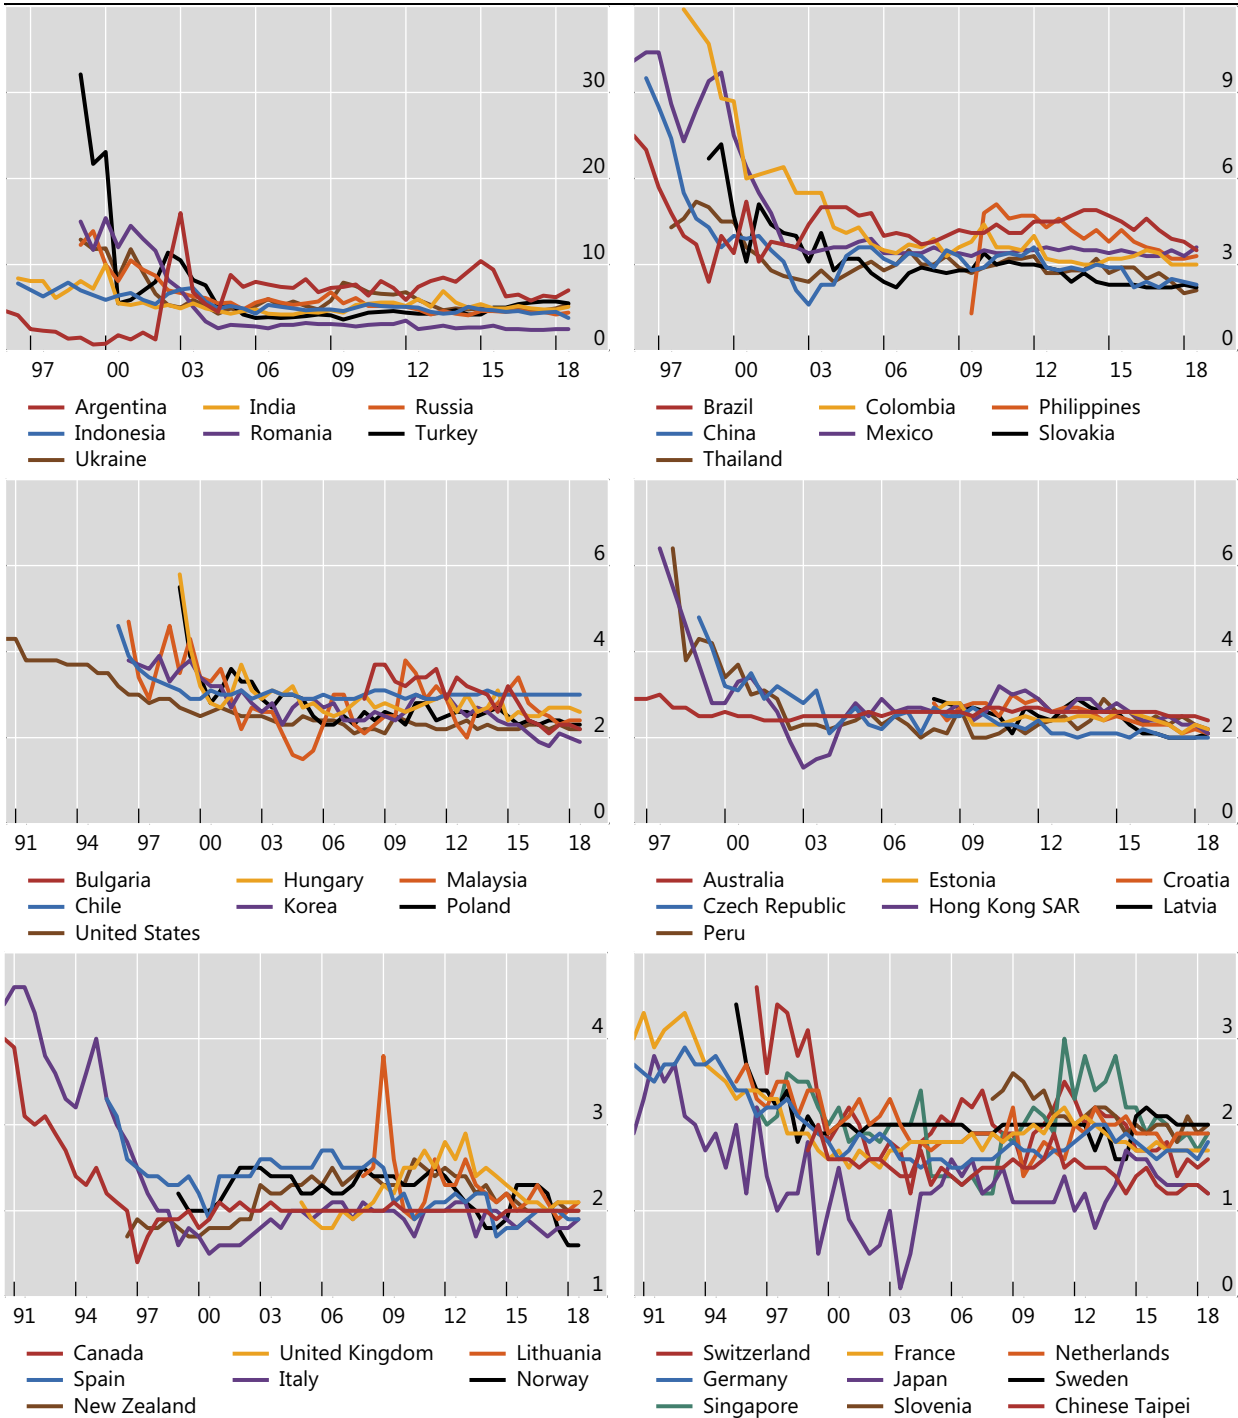 30
20
10
0
97 00 03 06 09 12 15 18
Argentina India Russia
Indonesia Romania Turkey
Ukraine
9
6
3
0
97 00 03 06 09 12 15 18
Brazil Colombia Philippines
China Mexico Slovakia
Thailand
6
4
2
0
91 94 97 00 03 06 09 12 15 18
Bulgaria Hungary Malaysia
Chile Korea Poland
United States
6
4
2
0
97 00 03 06 09 12 15 18
Australia Estonia Croatia
Czech Republic Hong Kong SAR Latvia
Peru
4
3
2
1
91 94 97 00 03 06 09 12 15 18
Canada United Kingdom Lithuania
Spain Italy Norway
New Zealand
3
2
1
0
91 94 97 00 03 06 09 12 15 18
Switzerland France Netherlands
Germany Japan Sweden
Singapore Slovenia Chinese Taipei